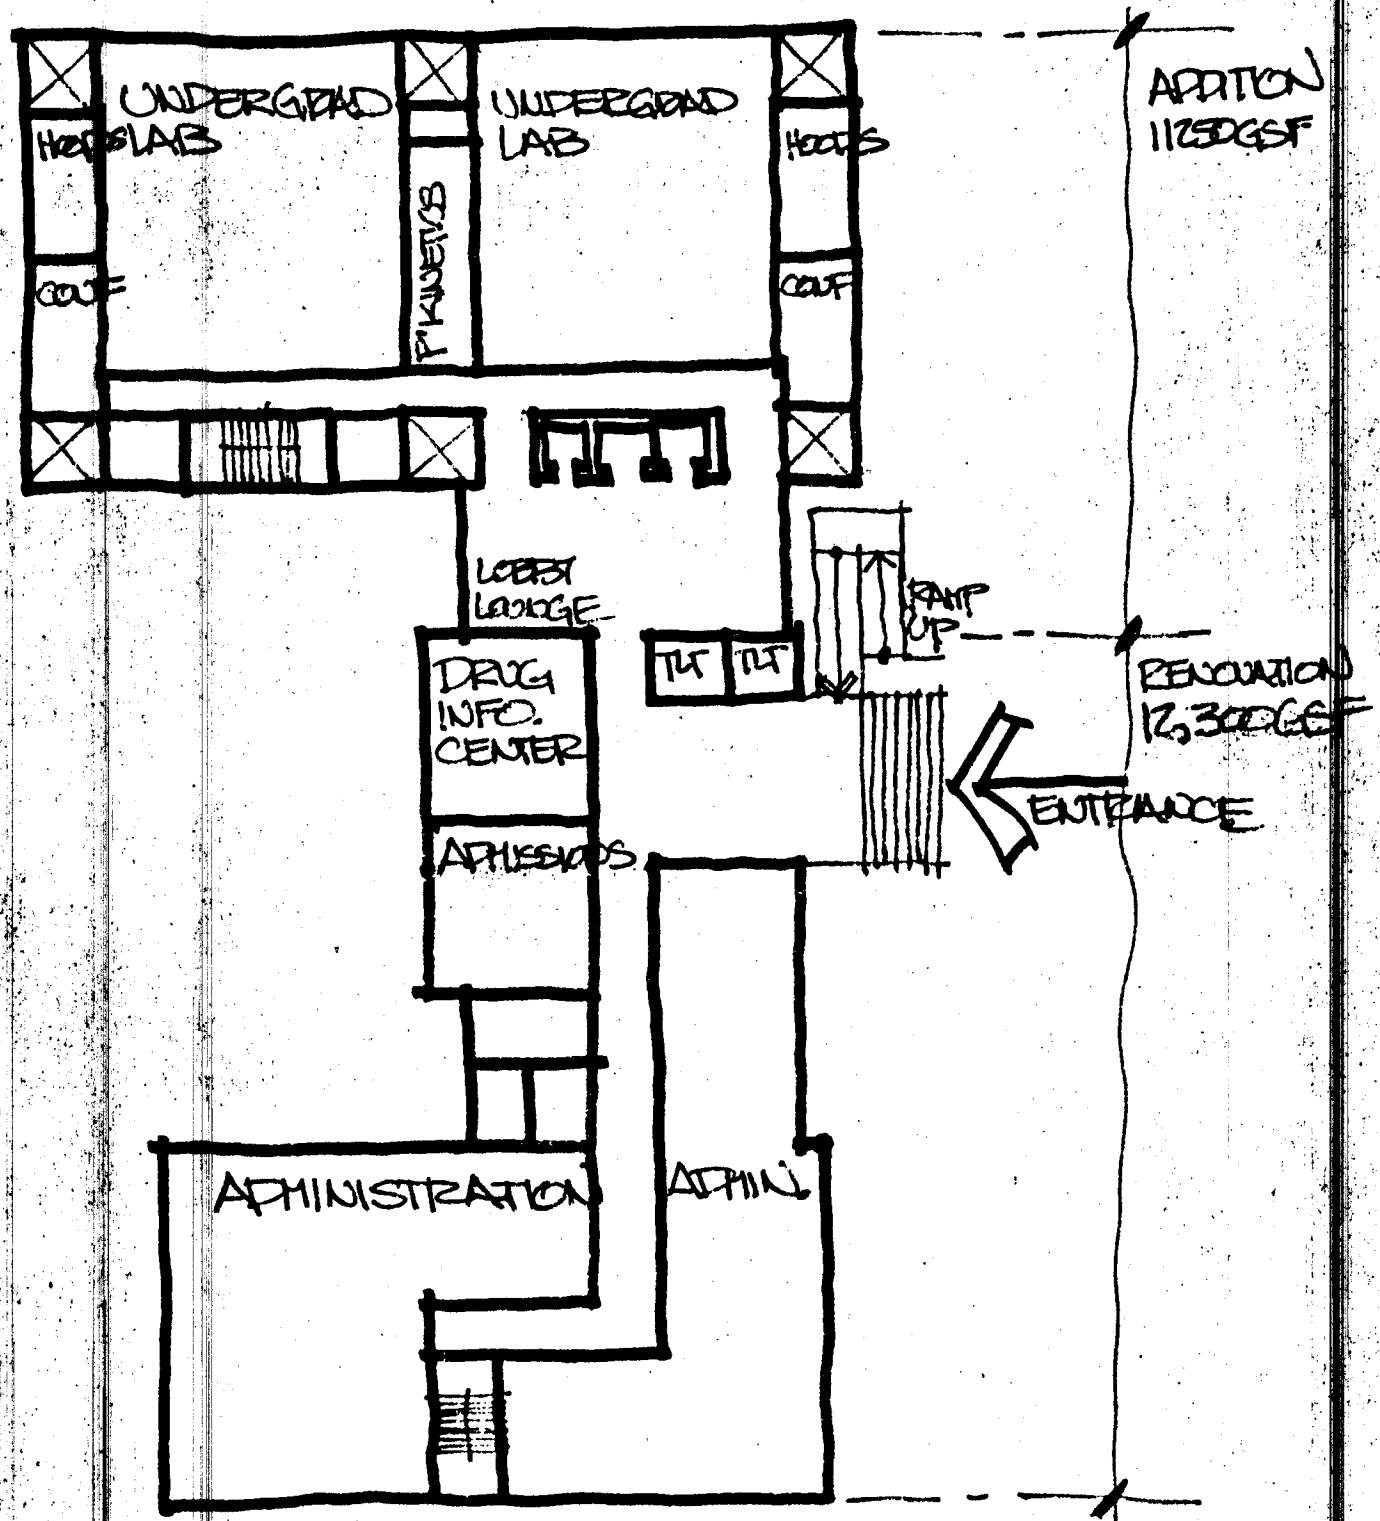 UNDERGRAD
LAB
UNDERGRAD
LAB
HOODS
HOODS
P'KINETICS
CONF
CONF
ADDITION
11250GSF
LOBBY
LOUNGE
RAMP
UP
DRUG
INFO.
CENTER
TLT
TLT
RENOVATION
12,300GSF
ENTRANCE
ADMISSIONS
ADMINISTRATION
ADMIN.